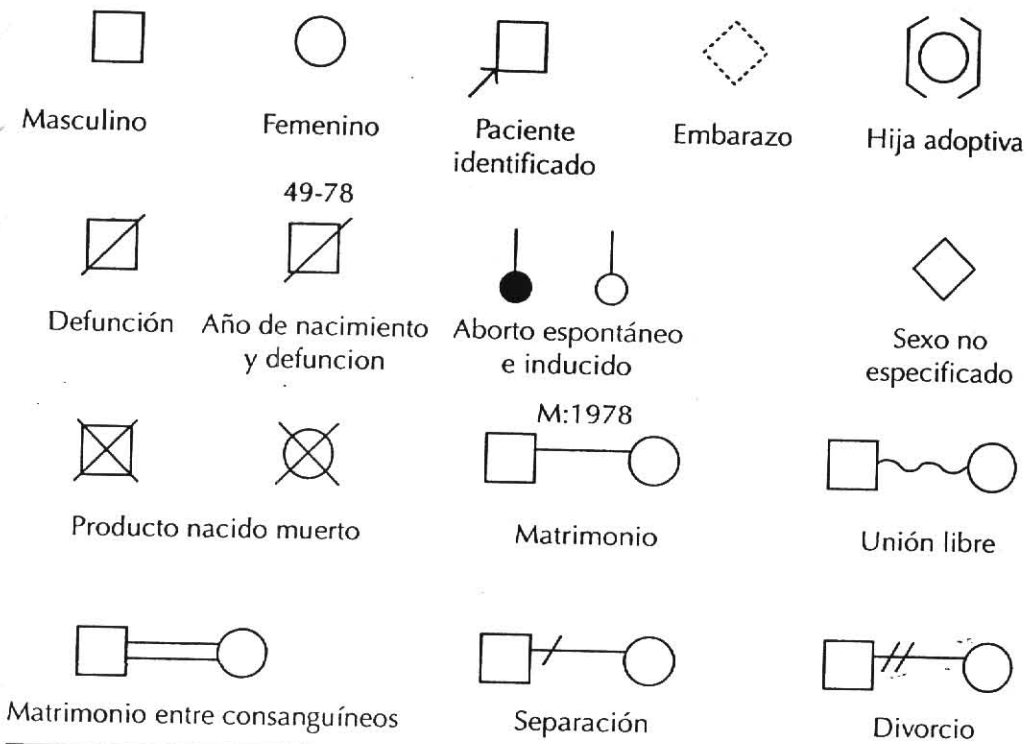 Masculino
Femenino
Paciente
identificado
Embarazo
Hija adoptiva
Defunción
49-78
Año de nacimiento
y defuncion
Aborto espontáneo
e inducido
Sexo no
especificado
Producto nacido muerto
M:1978
Matrimonio
Unión libre
Matrimonio entre consanguíneos
Separación
Divorcio